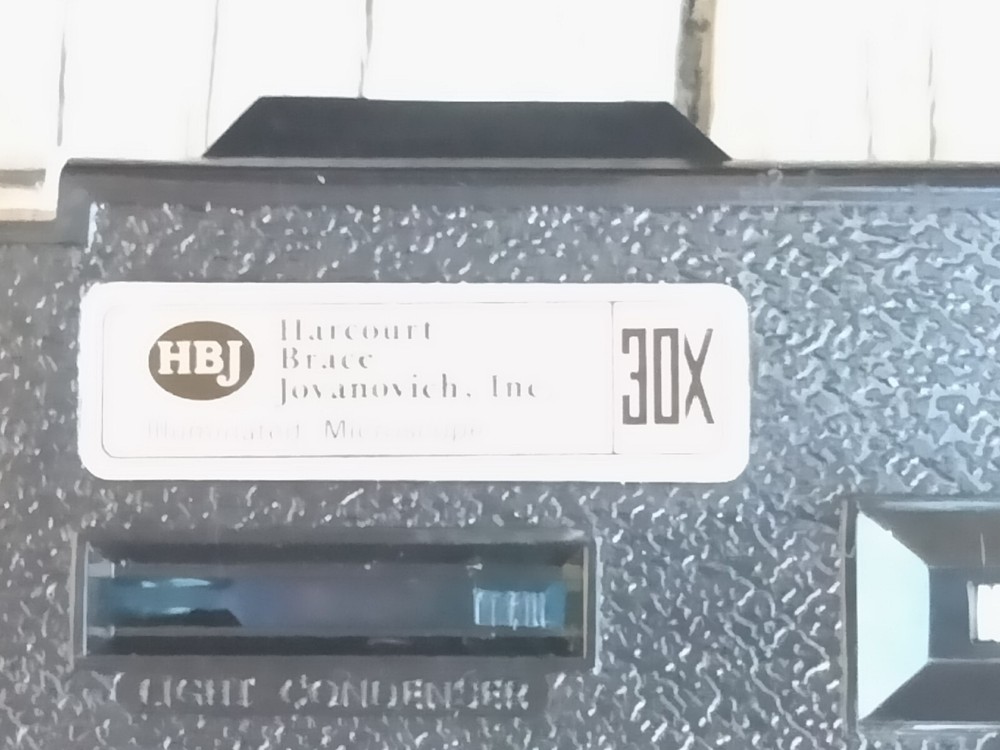 HBJ
Harcourt
Brace
Jovanovich, Inc
Illuminated Microscope
30X
LIGHT CONDENSER